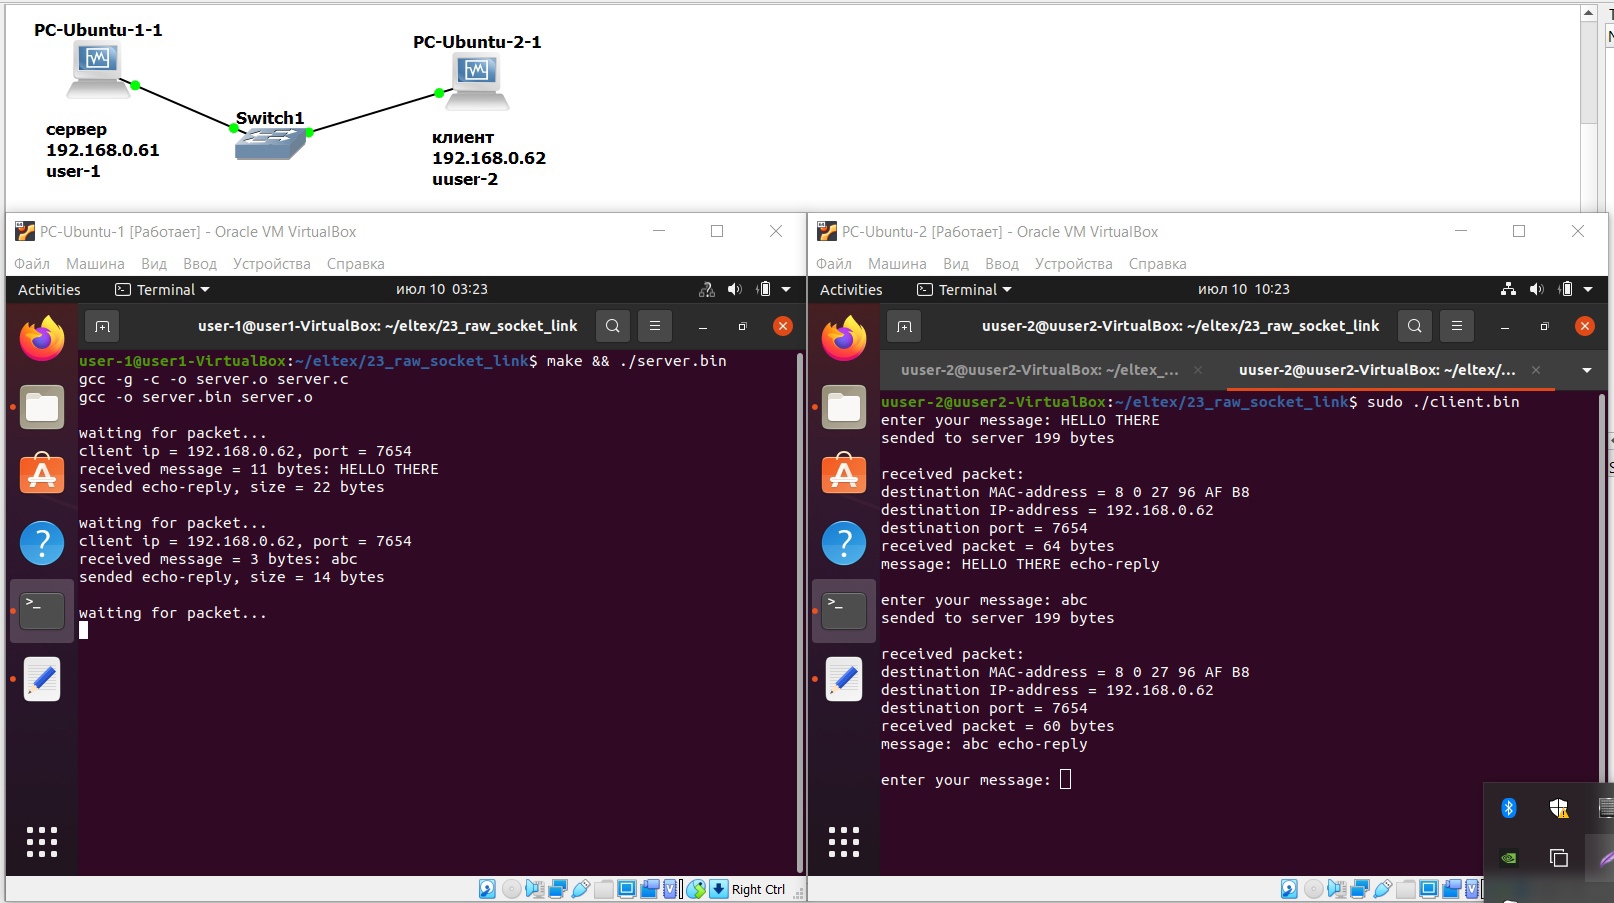 PC-Ubuntu-1-1
PC-Ubuntu-2-1
Switch1
сервер
192.168.0.61
user-1
клиент
192.168.0.62
uuser-2
PC-Ubuntu-1 [Работает] - Oracle VM VirtualBox
Файл Машина Вид Ввод Устройства Справка
Activities Terminal июл 10 03:23
user-1@user1-VirtualBox: ~/eltex/23_raw_socket_link
user-1@user1-VirtualBox:~/eltex/23_raw_socket_link$ make && ./server.bin
gcc -g -c -o server.o server.c
gcc -o server.bin server.o
waiting for packet...
client ip = 192.168.0.62, port = 7654
received message = 11 bytes: HELLO THERE
sended echo-reply, size = 22 bytes
waiting for packet...
client ip = 192.168.0.62, port = 7654
received message = 3 bytes: abc
sended echo-reply, size = 14 bytes
waiting for packet...
Right Ctrl
PC-Ubuntu-2 [Работает] - Oracle VM VirtualBox
Файл Машина Вид Ввод Устройства Справка
Activities Terminal июл 10 10:23
uuser-2@uuser2-VirtualBox: ~/eltex/23_raw_socket_link
uuser-2@uuser2-VirtualBox: ~/eltex_...
uuser-2@uuser2-VirtualBox: ~/eltex/...
uuser-2@uuser2-VirtualBox:~/eltex/23_raw_socket_link$ sudo ./client.bin
enter your message: HELLO THERE
sended to server 199 bytes
received packet:
destination MAC-address = 8 0 27 96 AF B8
destination IP-address = 192.168.0.62
destination port = 7654
received packet = 64 bytes
message: HELLO THERE echo-reply
enter your message: abc
sended to server 199 bytes
received packet:
destination MAC-address = 8 0 27 96 AF B8
destination IP-address = 192.168.0.62
destination port = 7654
received packet = 60 bytes
message: abc echo-reply
enter your message: